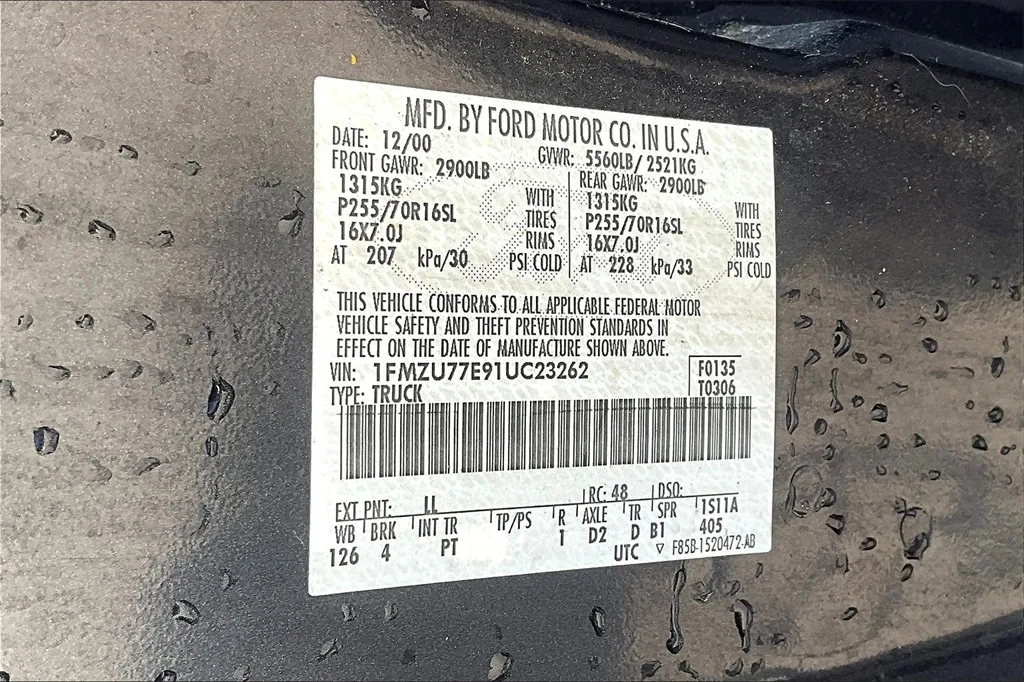 MFD. BY FORD MOTOR CO. IN U.S.A.
DATE: 12/00 GVWR: 5560LB/ 2521KG
FRONT GAWR: 2900LB REAR GAWR: 2900LB
1315KG WITH 1315KG WITH
P255/70R16SL TIRES P255/70R16SL TIRES
16X7.0J RIMS 16X7.0J RIMS
AT 207 kPa/30 PSI COLD AT 228 kPa/33 PSI COLD
THIS VEHICLE CONFORMS TO ALL APPLICABLE FEDERAL MOTOR
VEHICLE SAFETY AND THEFT PREVENTION STANDARDS IN
EFFECT ON THE DATE OF MANUFACTURE SHOWN ABOVE.
VIN: 1FMZU77E91UC23262 F0135
TYPE: TRUCK T0306
EXT PNT: LL RC: 48 DSO:
WB BRK INT TR TP/PS R AXLE TR SPR 1S11A
126 4 PT 1 D2 D B1 405
UTC ▽ F85B-1520472-AB